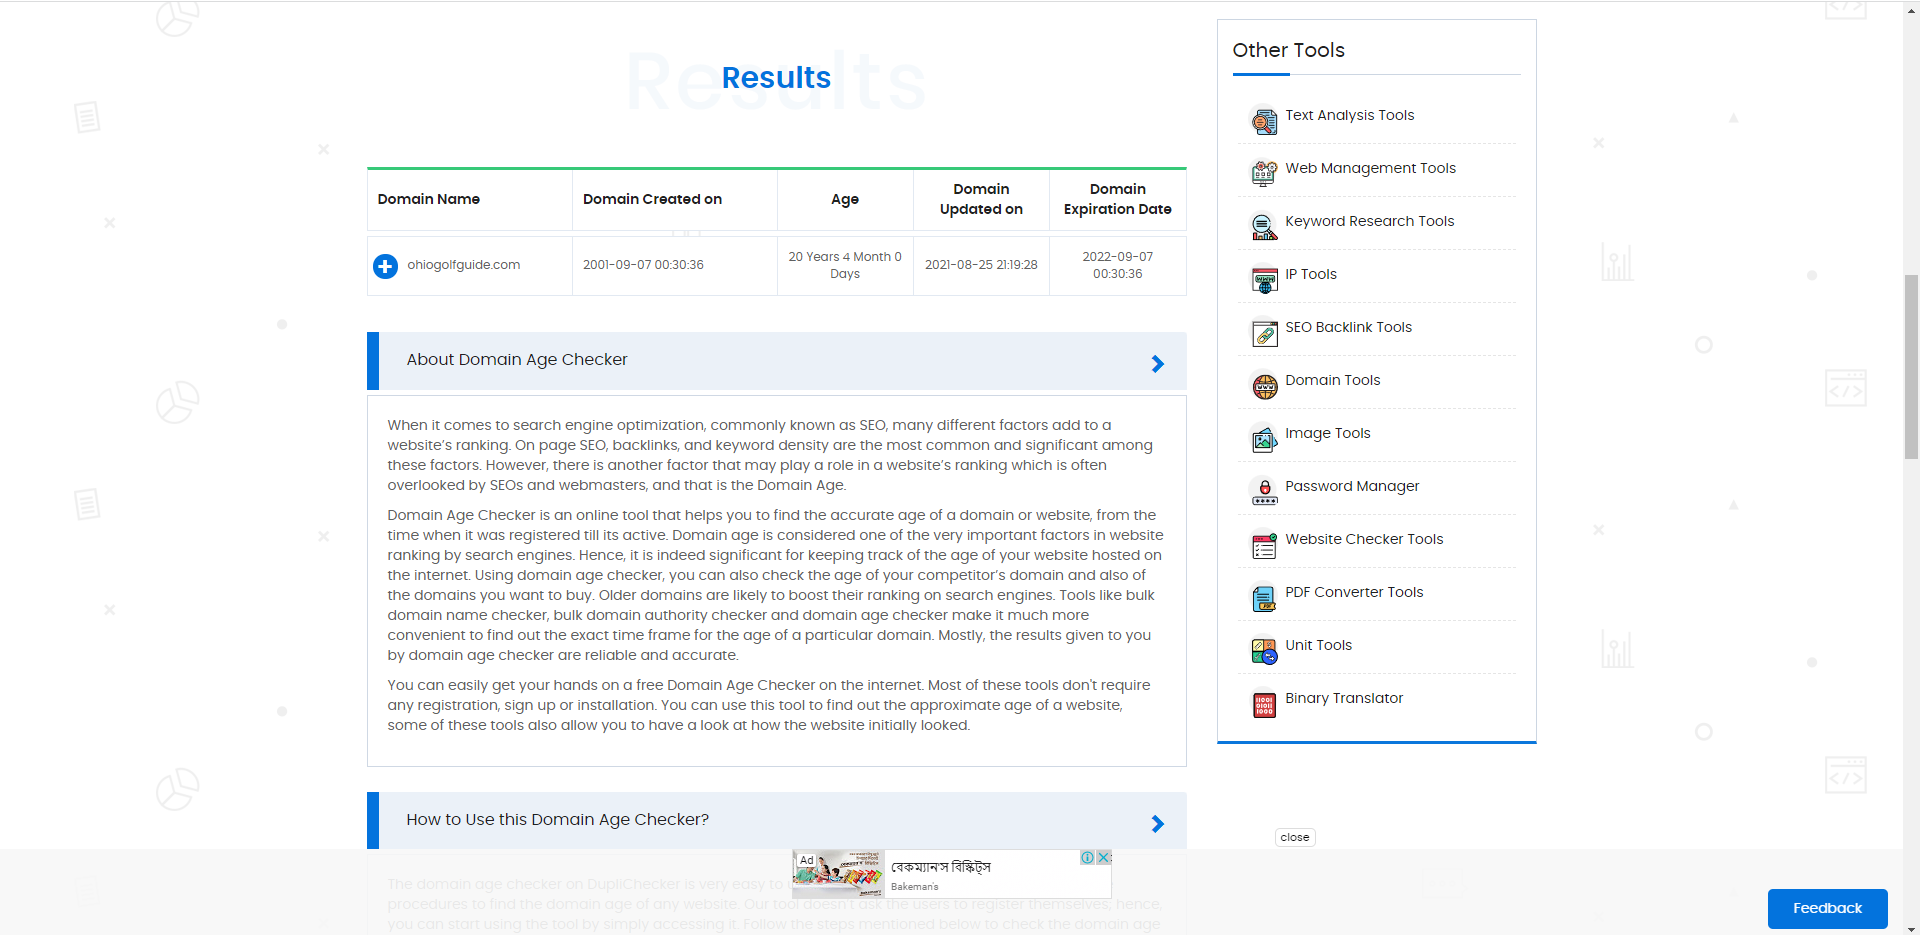 Results
Domain Name
Domain Created on
Age
Domain
Updated on
Domain
Expiration Date
ohiogolfguide.com
2001-09-07 00:30:36
20 Years 4 Month 0
Days
2021-08-25 21:19:28
2022-09-07
00:30:36
About Domain Age Checker
When it comes to search engine optimization, commonly known as SEO, many different factors add to a
website’s ranking. On page SEO, backlinks, and keyword density are the most common and significant among
these factors. However, there is another factor that may play a role in a website’s ranking which is often
overlooked by SEOs and webmasters, and that is the Domain Age.
Domain Age Checker is an online tool that helps you to find the accurate age of a domain or website, from the
time when it was registered till its active. Domain age is considered one of the very important factors in website
ranking by search engines. Hence, it is indeed significant for keeping track of the age of your website hosted on
the internet. Using domain age checker, you can also check the age of your competitor’s domain and also of
the domains you want to buy. Older domains are likely to boost their ranking on search engines. Tools like bulk
domain name checker, bulk domain authority checker and domain age checker make it much more
convenient to find out the exact time frame for the age of a particular domain. Mostly, the results given to you
by domain age checker are reliable and accurate.
You can easily get your hands on a free Domain Age Checker on the internet. Most of these tools don't require
any registration, sign up or installation. You can use this tool to find out the approximate age of a website,
some of these tools also allow you to have a look at how the website initially looked.
How to Use this Domain Age Checker?
The domain age checker on DupliChecker is very easy to
procedures to find the domain age of any website. Our tool doesn't ask the users to register themselves, hence,
you can start using the tool by simply accessing it. Follow the steps mentioned below to check the domain age
Other Tools
Text Analysis Tools
Web Management Tools
Keyword Research Tools
IP Tools
SEO Backlink Tools
Domain Tools
Image Tools
Password Manager
Website Checker Tools
PDF Converter Tools
Unit Tools
Binary Translator
close
Ad
বেকম্যান'স বিস্কিট্স
Bakeman's
Feedback